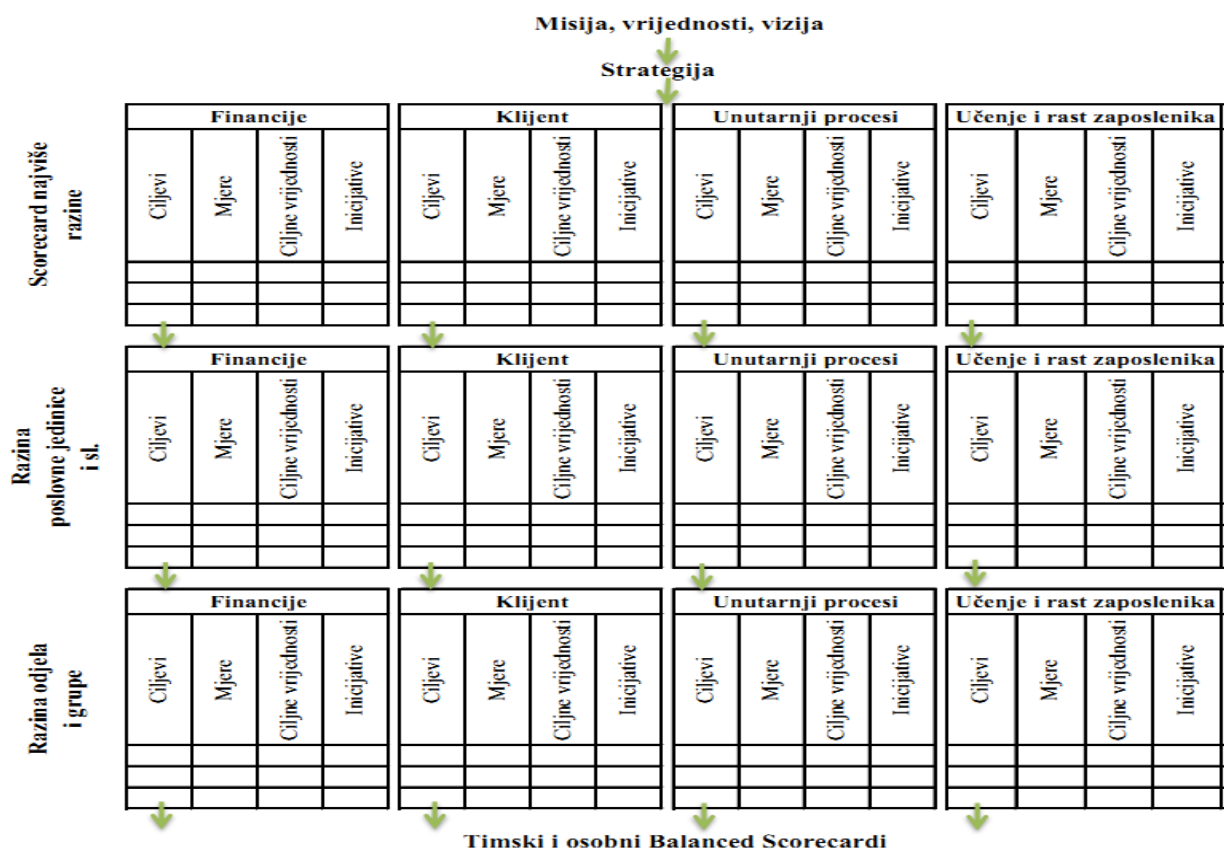 Misija, vrijednosti, vizija
Strategija
Scorecard najviše
razine
Financije
Klijent
Unutarnji procesi
Učenje i rast zaposlenika
Ciljevi
Mjere
Ciljne vrijednosti
Inicijative
Ciljevi
Mjere
Ciljne vrijednosti
Inicijative
Ciljevi
Mjere
Ciljne vrijednosti
Inicijative
Ciljevi
Mjere
Ciljne vrijednosti
Inicijative
Razina
poslovne jedinice
i sl.
Financije
Klijent
Unutarnji procesi
Učenje i rast zaposlenika
Ciljevi
Mjere
Ciljne vrijednosti
Inicijative
Ciljevi
Mjere
Ciljne vrijednosti
Inicijative
Ciljevi
Mjere
Ciljne vrijednosti
Inicijative
Ciljevi
Mjere
Ciljne vrijednosti
Inicijative
Razina odjela
i grupe
Financije
Klijent
Unutarnji procesi
Učenje i rast zaposlenika
Ciljevi
Mjere
Ciljne vrijednosti
Inicijative
Ciljevi
Mjere
Ciljne vrijednosti
Inicijative
Ciljevi
Mjere
Ciljne vrijednosti
Inicijative
Ciljevi
Mjere
Ciljne vrijednosti
Inicijative
Timski i osobni Balanced Scorecardi